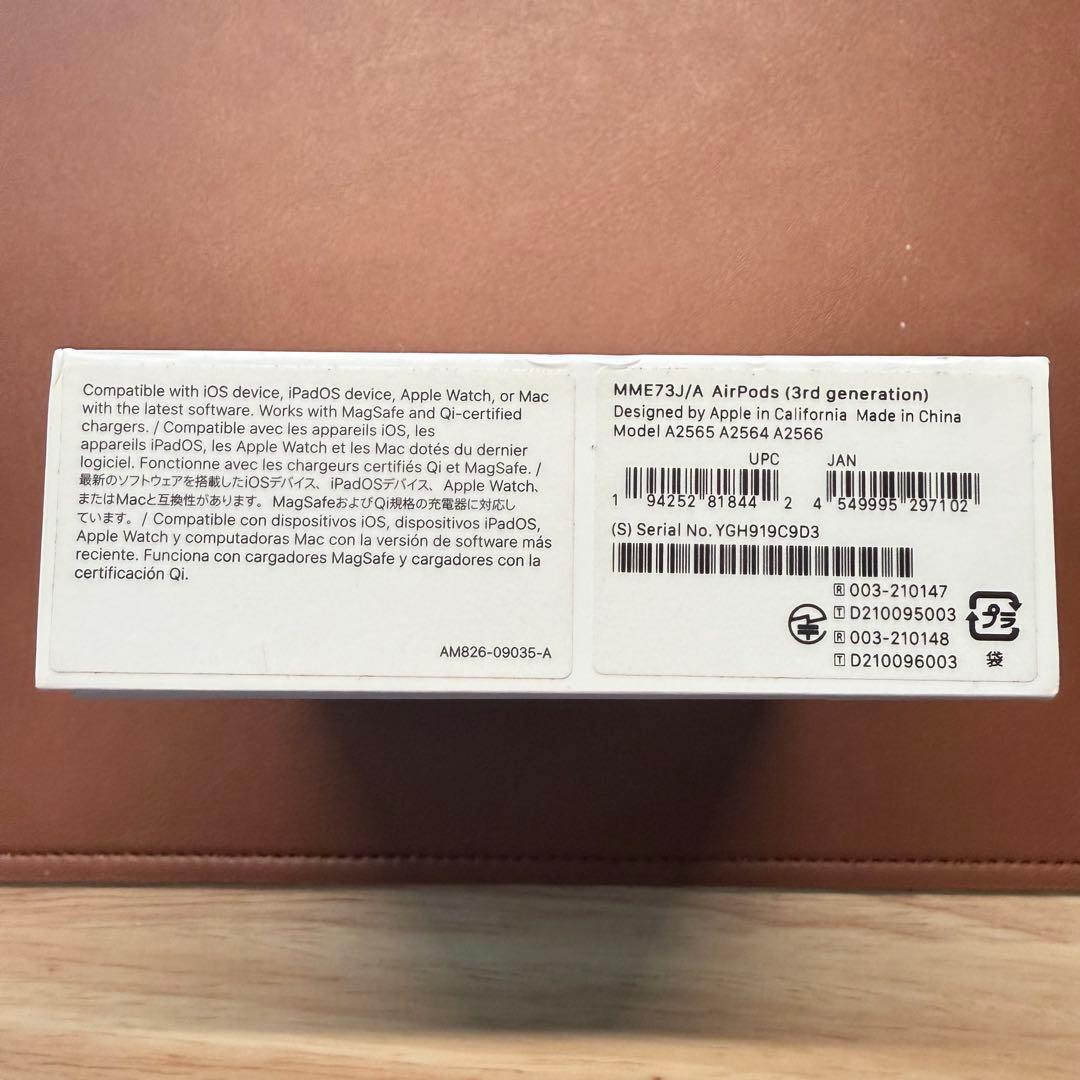 Compatible with iOS device, iPadOS device, Apple Watch, or Mac
with the latest software. Works with MagSafe and Qi-certified
chargers. / Compatible avec les appareils iOS, les
appareils iPadOS, les Apple Watch et les Mac dotés du dernier
logiciel. Fonctionne avec les chargeurs certifiés Qi et MagSafe. /
最新のソフトウェアを搭載したiOSデバイス、iPadOSデバイス、Apple Watch、
またはMacと互換性があります。MagSafeおよびQi規格の充電器に対応し
ています。 / Compatible con dispositivos iOS, dispositivos iPadOS,
Apple Watch y computadoras Mac con la versión de software más
reciente. Funciona con cargadores MagSafe y cargadores con la
certificación Qi.
AM826-09035-A
MME73J/A AirPods (3rd generation)
Designed by Apple in California Made in China
Model A2565 A2564 A2566
UPC JAN
1 94252 81844 2 4 549995 297102
(S) Serial No. YGH919C9D3
R 003-210147
T D210095003
R 003-210148
T D210096003
プラ
袋